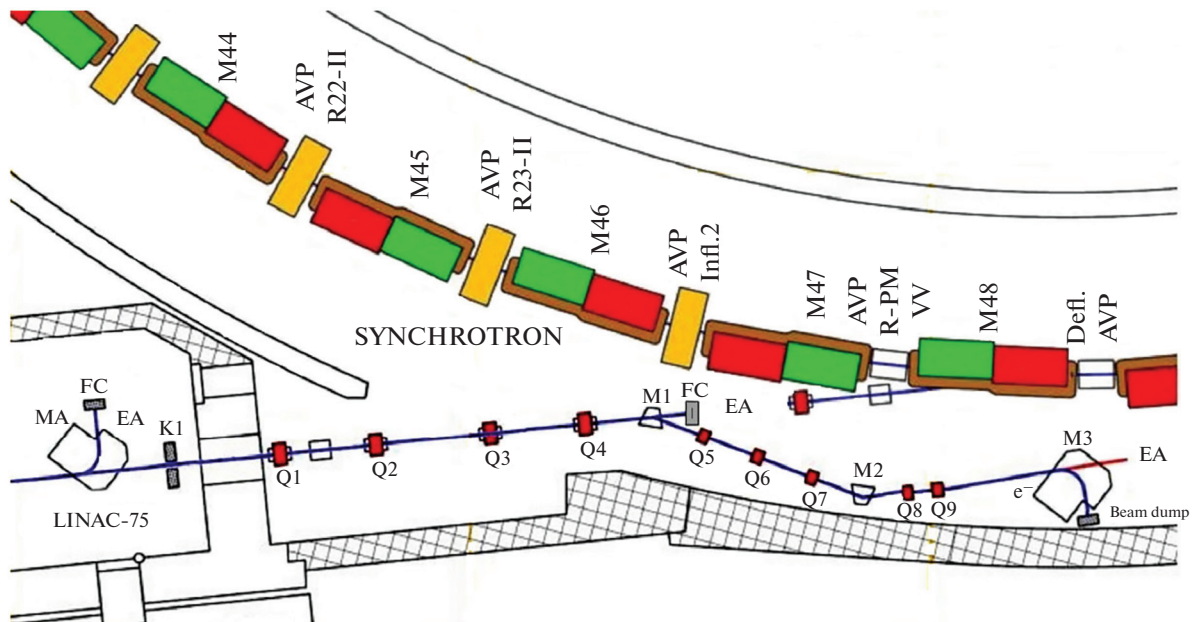 M44
AVP
R22-II
M45
AVP
R23-II
M46
AVP
Infl.2
M47
AVP
R-PM
VV
M48
Defl.
AVP
SYNCHROTRON
FC
MA
EA
K1
LINAC-75
Q1
Q2
Q3
Q4
M1
FC
EA
Q5
Q6
Q7
M2
Q8
Q9
e−
M3
EA
Beam dump